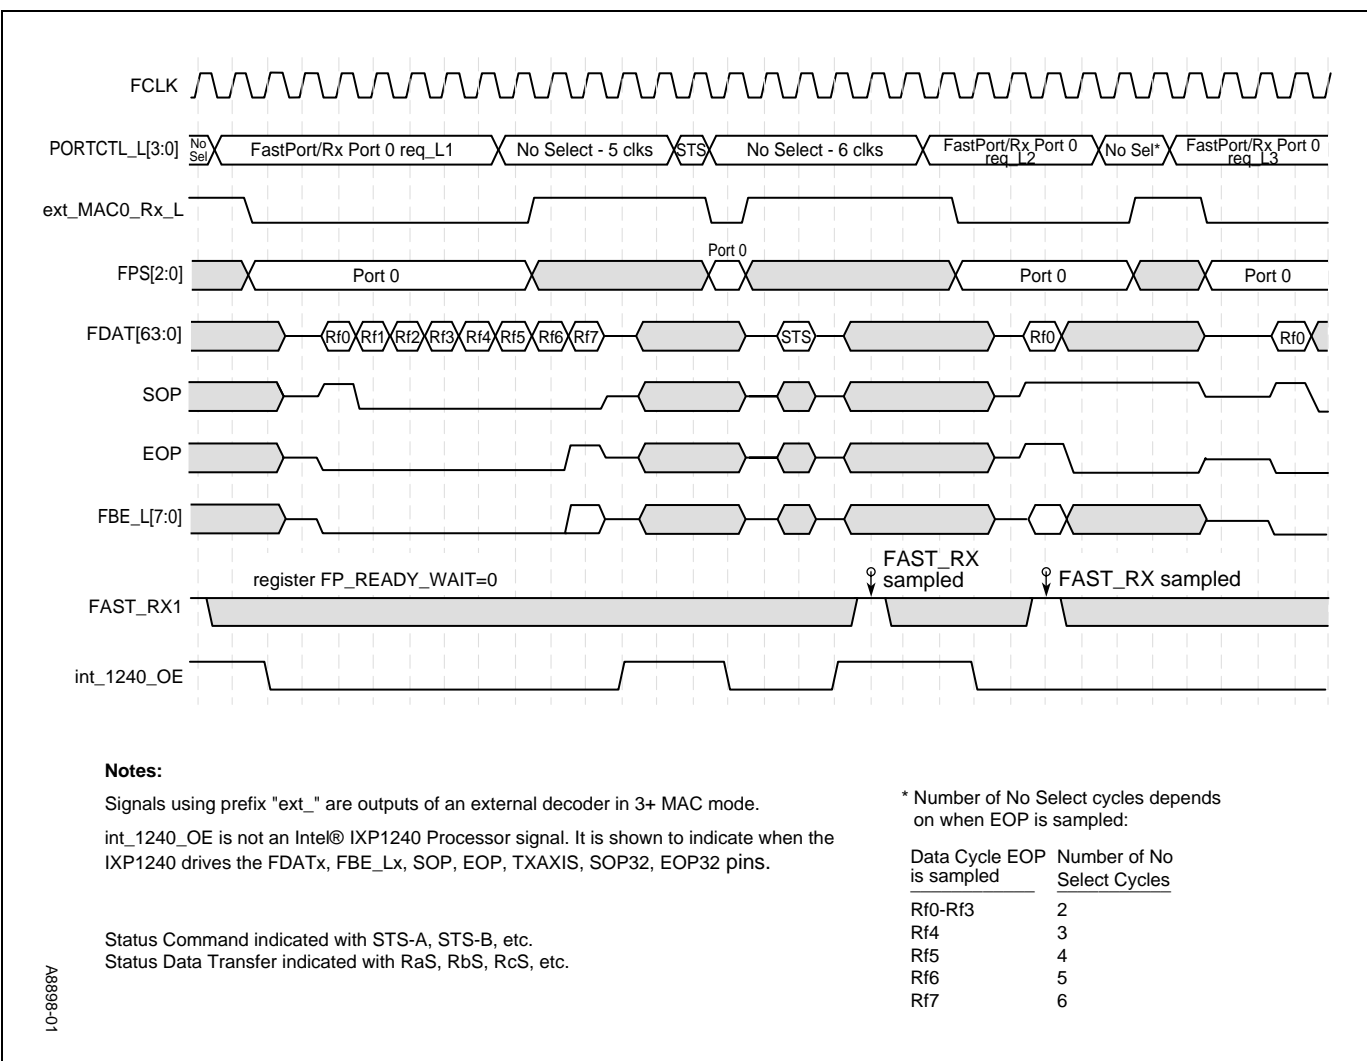 FCLK
PORTCTL_L[3:0]
No
Sel
FastPort/Rx Port 0 req_L1
No Select - 5 clks
STS
No Select - 6 clks
FastPort/Rx Port 0
req_L2
No Sel*
FastPort/Rx Port 0
req_L3
ext_MAC0_Rx_L
FPS[2:0]
Port 0
Port 0
Port 0
Port 0
FDAT[63:0]
Rf0
Rf1
Rf2
Rf3
Rf4
Rf5
Rf6
Rf7
STS
Rf0
Rf0
SOP
EOP
FBE_L[7:0]
register FP_READY_WAIT=0
FAST_RX
sampled
FAST_RX sampled
FAST_RX1
int_1240_OE
Notes:
Signals using prefix "ext_" are outputs of an external decoder in 3+ MAC mode.
int_1240_OE is not an Intel® IXP1240 Processor signal. It is shown to indicate when the
IXP1240 drives the FDATx, FBE_Lx, SOP, EOP, TXAXIS, SOP32, EOP32 pins.
Status Command indicated with STS-A, STS-B, etc.
Status Data Transfer indicated with RaS, RbS, RcS, etc.
* Number of No Select cycles depends
on when EOP is sampled:
Data Cycle EOP Number of No
is sampled Select Cycles
Rf0-Rf3 2
Rf4 3
Rf5 4
Rf6 5
Rf7 6
A8898-01